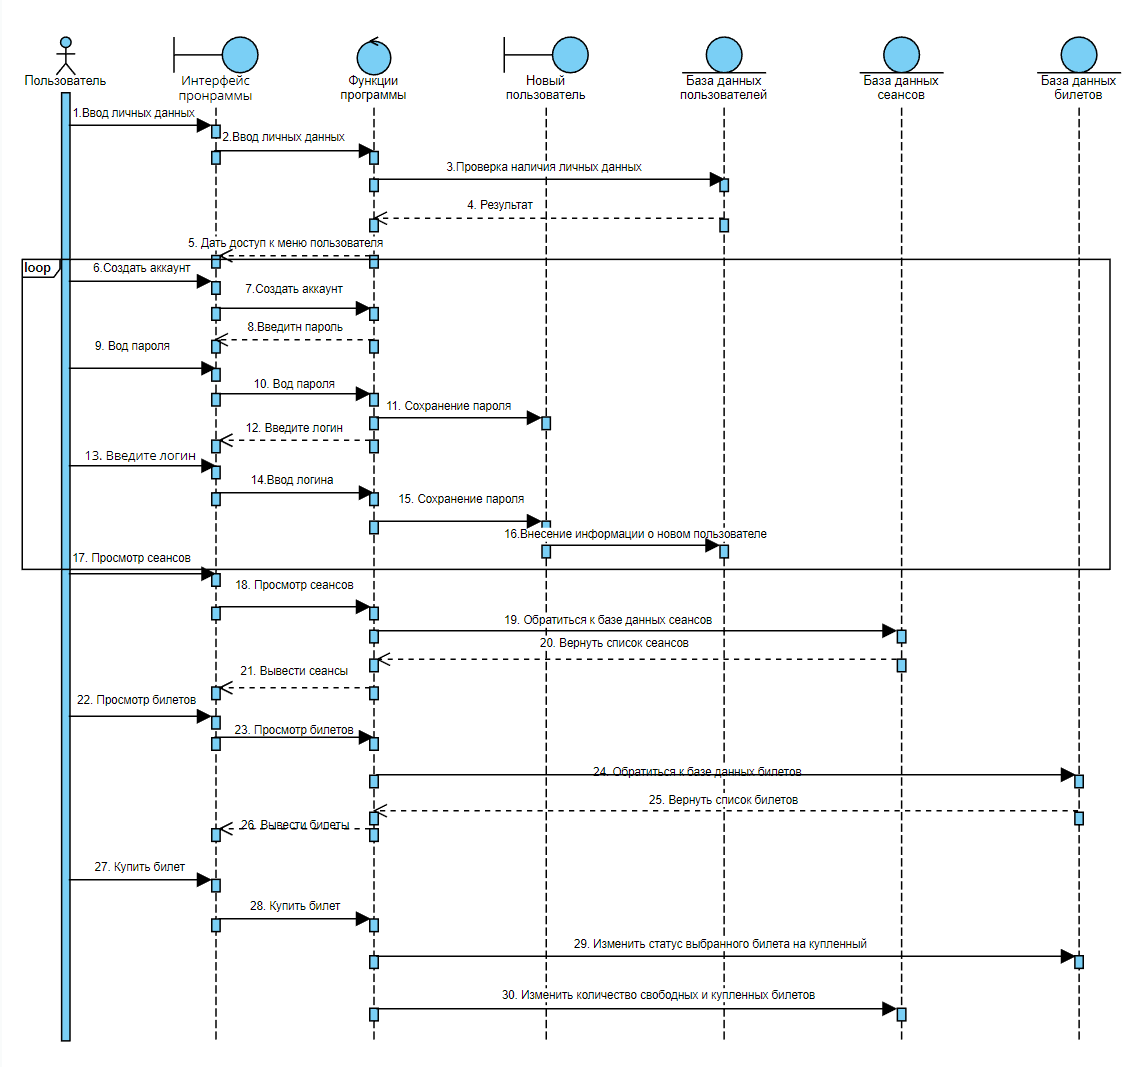 Пользователь
Интерфейс
пронраммы
Функции
программы
Новый
пользователь
База данных
пользователей
База данных
сеансов
База данных
билетов
1.Ввод личных данных
2.Ввод личных данных
3.Проверка наличия личных данных
4. Результат
5. Дать доступ к меню пользователя
loop
6.Создать аккаунт
7.Создать аккаунт
8.Введитн пароль
9. Вод пароля
10. Вод пароля
11. Сохранение пароля
12. Введите логин
13. Введите логин
14.Ввод логина
15. Сохранение пароля
16.Внесение информации о новом пользователе
17. Просмотр сеансов
18. Просмотр сеансов
19. Обратиться к базе данных сеансов
20. Вернуть список сеансов
21. Вывести сеансы
22. Просмотр билетов
23. Просмотр билетов
24. Обратиться к базе данных билетов
25. Вернуть список билетов
26. Вывести билеты
27. Купить билет
28. Купить билет
29. Изменить статус выбранного билета на купленный
30. Изменить количество свободных и купленных билетов